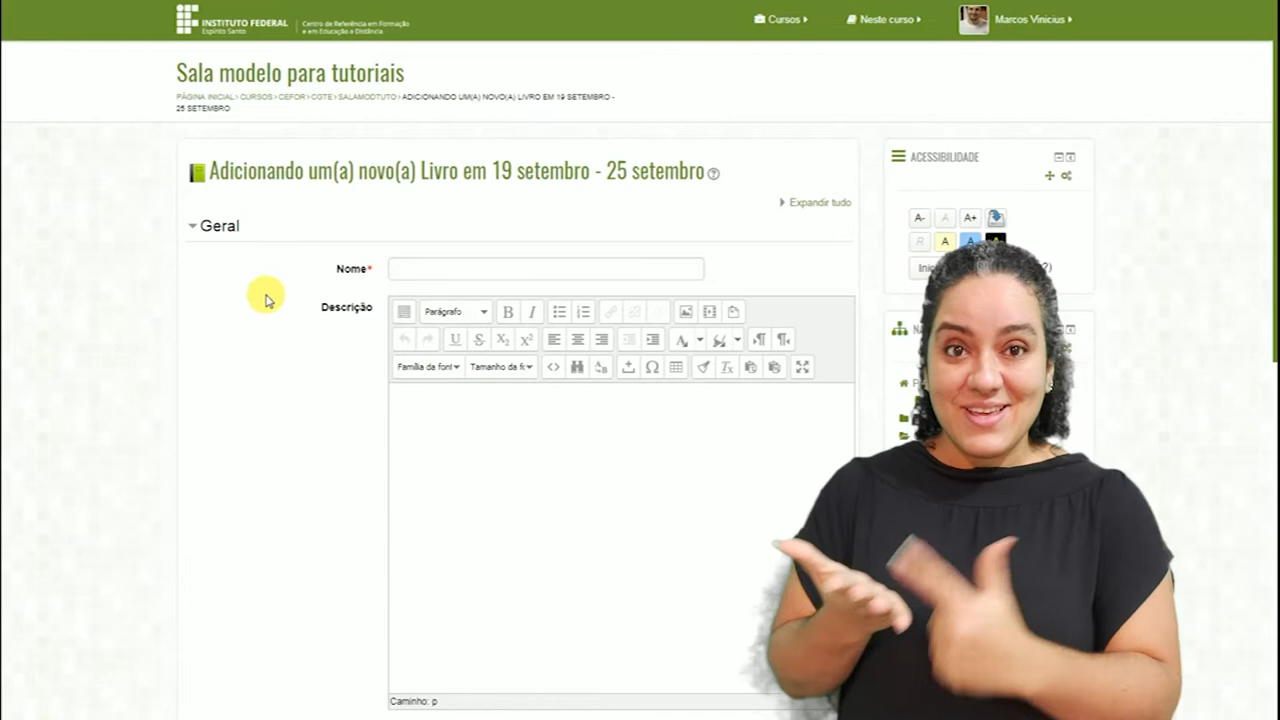 INSTITUTO FEDERAL
Espírito Santo
Centro de Referência em Formação
e em Educação a Distância
Cursos
Neste curso
Marcos Vinicius
Sala modelo para tutoriais
PÁGINA INICIAL › CURSOS › CEFOR › CGTE › SALAMODTUTO › ADICIONANDO UM(A) NOVO(A) LIVRO EM 19 SETEMBRO -
25 SETEMBRO
Adicionando um(a) novo(a) Livro em 19 setembro - 25 setembro
Expandir tudo
Geral
Nome*
Descrição
Parágrafo
B I
U S X₂ X²
Família da font
Tamanho da f
Caminho: p
ACESSIBILIDADE
A- A A+
R A A